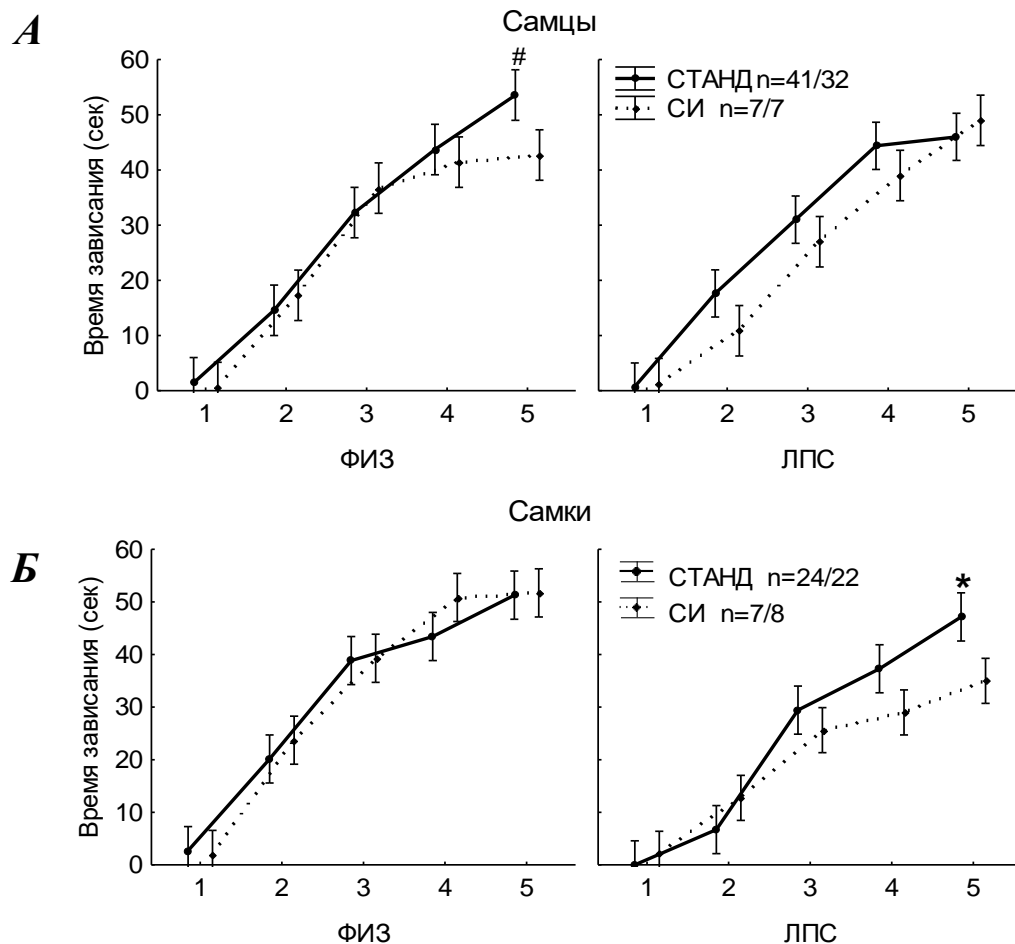 А
Самцы
Время зависания (сек)
60
50
40
30
20
10
0
#
1 2 3 4 5
ФИЗ
СТАНД n=41/32
СИ n=7/7
1 2 3 4 5
ЛПС
Б
Самки
Время зависания (сек)
60
50
40
30
20
10
0
1 2 3 4 5
ФИЗ
СТАНД n=24/22
СИ n=7/8
*
1 2 3 4 5
ЛПС